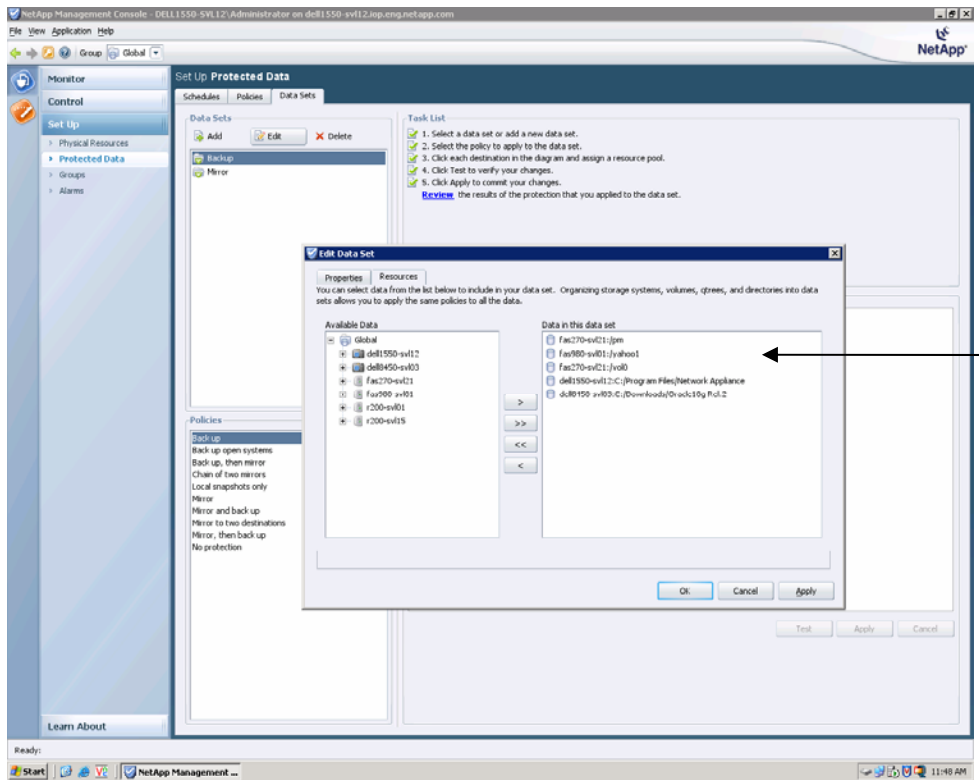 NetApp Management Console - DELL1550-SVL12\Administrator on dell1550-svl12.iop.eng.netapp.com
File View Application Help
Group Global
NetApp
Monitor
Control
Set Up
Physical Resources
Protected Data
Groups
Alarms
Learn About
Set Up Protected Data
Schedules Policies Data Sets
Data Sets
Add Edit Delete
Backup
Mirror
Task List
1. Select a data set or add a new data set.
2. Select the policy to apply to the data set.
3. Click each destination in the diagram and assign a resource pool.
4. Click Test to verify your changes.
5. Click Apply to commit your changes.
Review the results of the protection that you applied to the data set.
Edit Data Set
Properties Resources
You can select data from the list below to include in your data set. Organizing storage systems, volumes, qtrees, and directories into data
sets allows you to apply the same policies to all the data.
Available Data
Global
dell1550-svl12
dell8450-svl03
fas270-svl21
fas980-svl01
r200-svl01
r200-svl15
>
>>
<<
<
Data in this data set
fas270-svl21:/pm
fas980-svl01:/yahoo1
fas270-svl21:/vol0
dell1550-svl12:C:/Program Files/Network Appliance
dell8450-svl03:C:/Downloads/Oracle10g Rel.2
OK Cancel Apply
Policies
Back up
Back up open systems
Back up, then mirror
Chain of two mirrors
Local snapshots only
Mirror
Mirror and back up
Mirror to two destinations
Mirror, then back up
No protection
Test Apply Cancel
Ready:
Start NetApp Management ... 11:48 AM